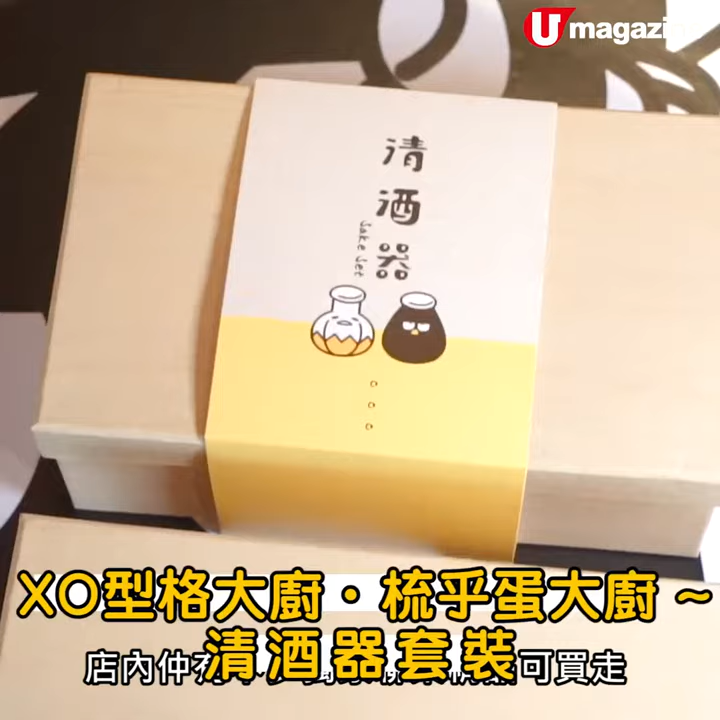 U magazine
清
酒
器
Sake Set
XO型格大廚・梳乎蛋大廚~
清酒器套裝
店內仲有
可買走